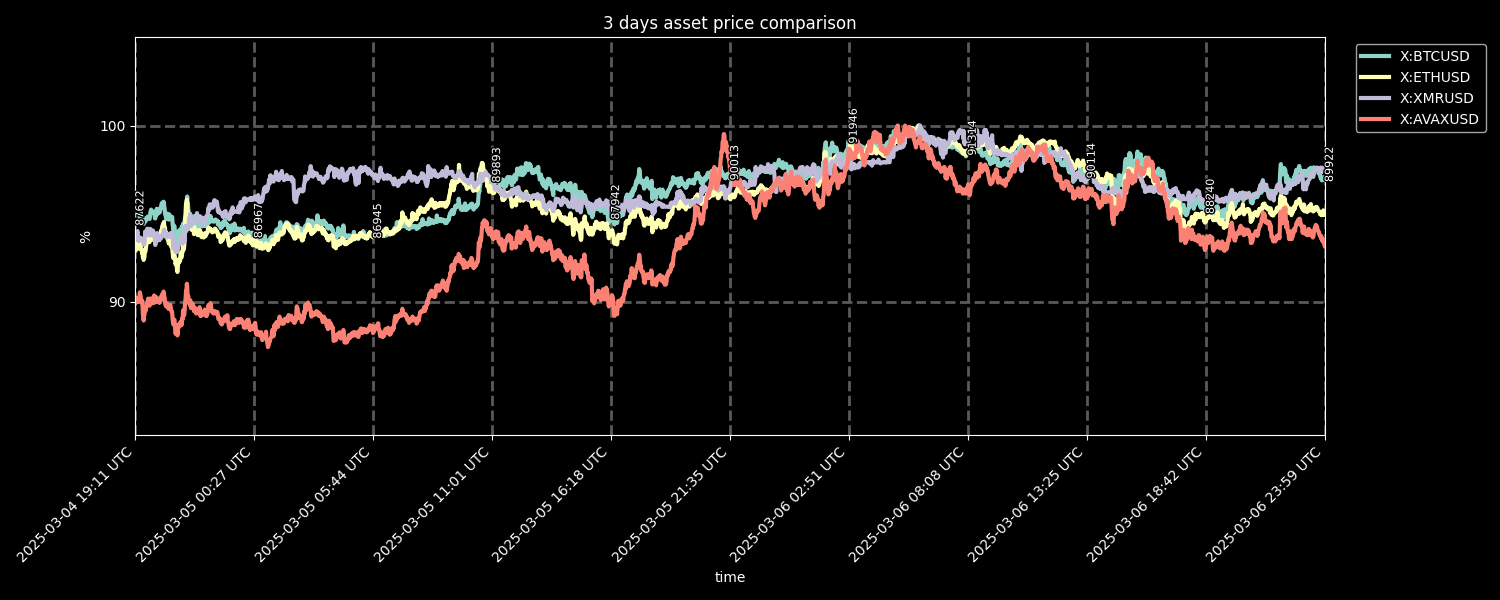 3 days asset price comparison
X:BTCUSD
X:ETHUSD
X:XMRUSD
X:AVAXUSD
100
90
%
87622
86967
86945
89893
87942
90013
91946
91314
90114
88240
89922
2025-03-04 19:11 UTC
2025-03-05 00:27 UTC
2025-03-05 05:44 UTC
2025-03-05 11:01 UTC
2025-03-05 16:18 UTC
2025-03-05 21:35 UTC
2025-03-06 02:51 UTC
2025-03-06 08:08 UTC
2025-03-06 13:25 UTC
2025-03-06 18:42 UTC
2025-03-06 23:59 UTC
time